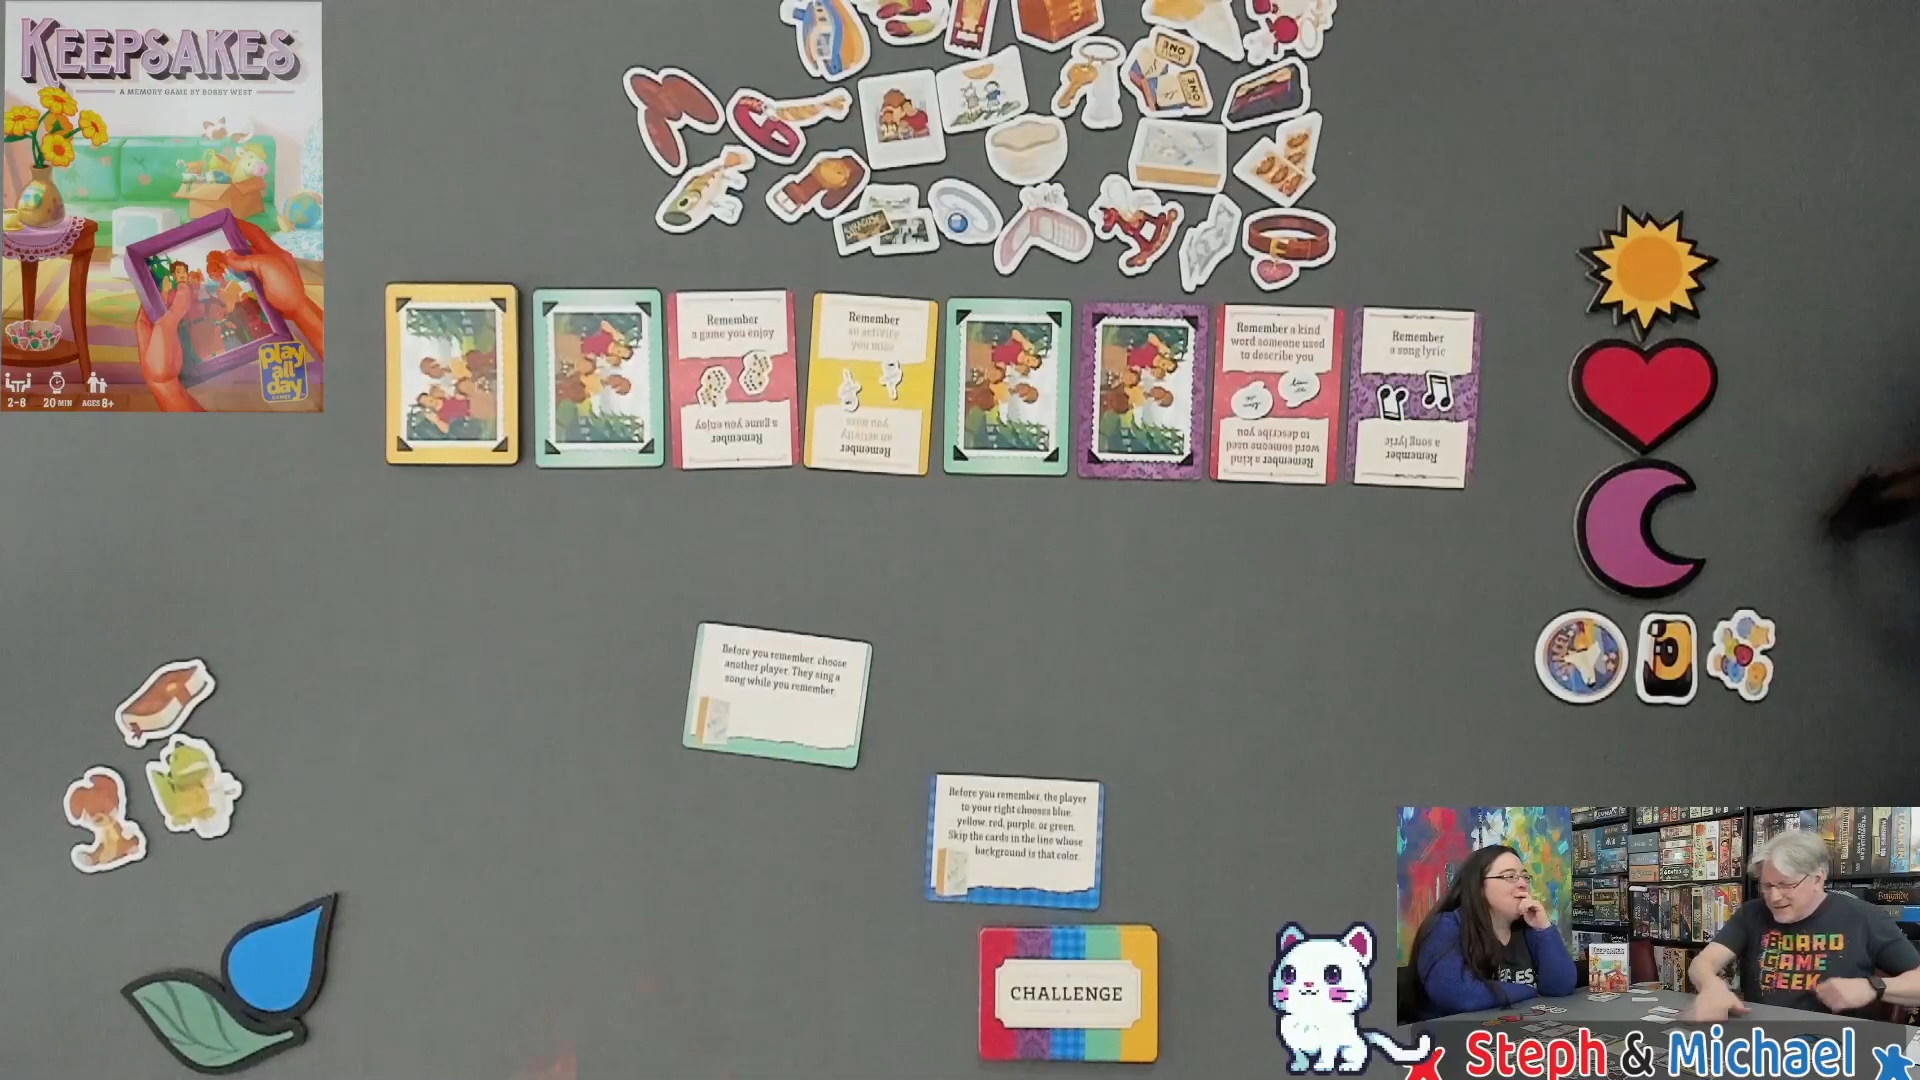 KEEPSAKES
A MEMORY GAME BY BOBBY WEST
play
all
day
GAMES
2-8
20 MIN
AGES 8+
ONE
ONE
SYRACUSE
Remember
a game you enjoy
Remember
a game you enjoy
Remember
an activity
you miss
Remember
an activity
you miss
Remember a kind
word someone used
to describe you
Remember a kind
word someone used
to describe you
Remember
a song lyric
Remember
a song lyric
Before you remember, choose
another player. They sing a
song while you remember.
Before you remember, the player
to your right chooses blue,
yellow, red, purple, or green.
Skip the cards in the line whose
background is that color.
CHALLENGE
BOARD
GAME
GEEK
Steph & Michael